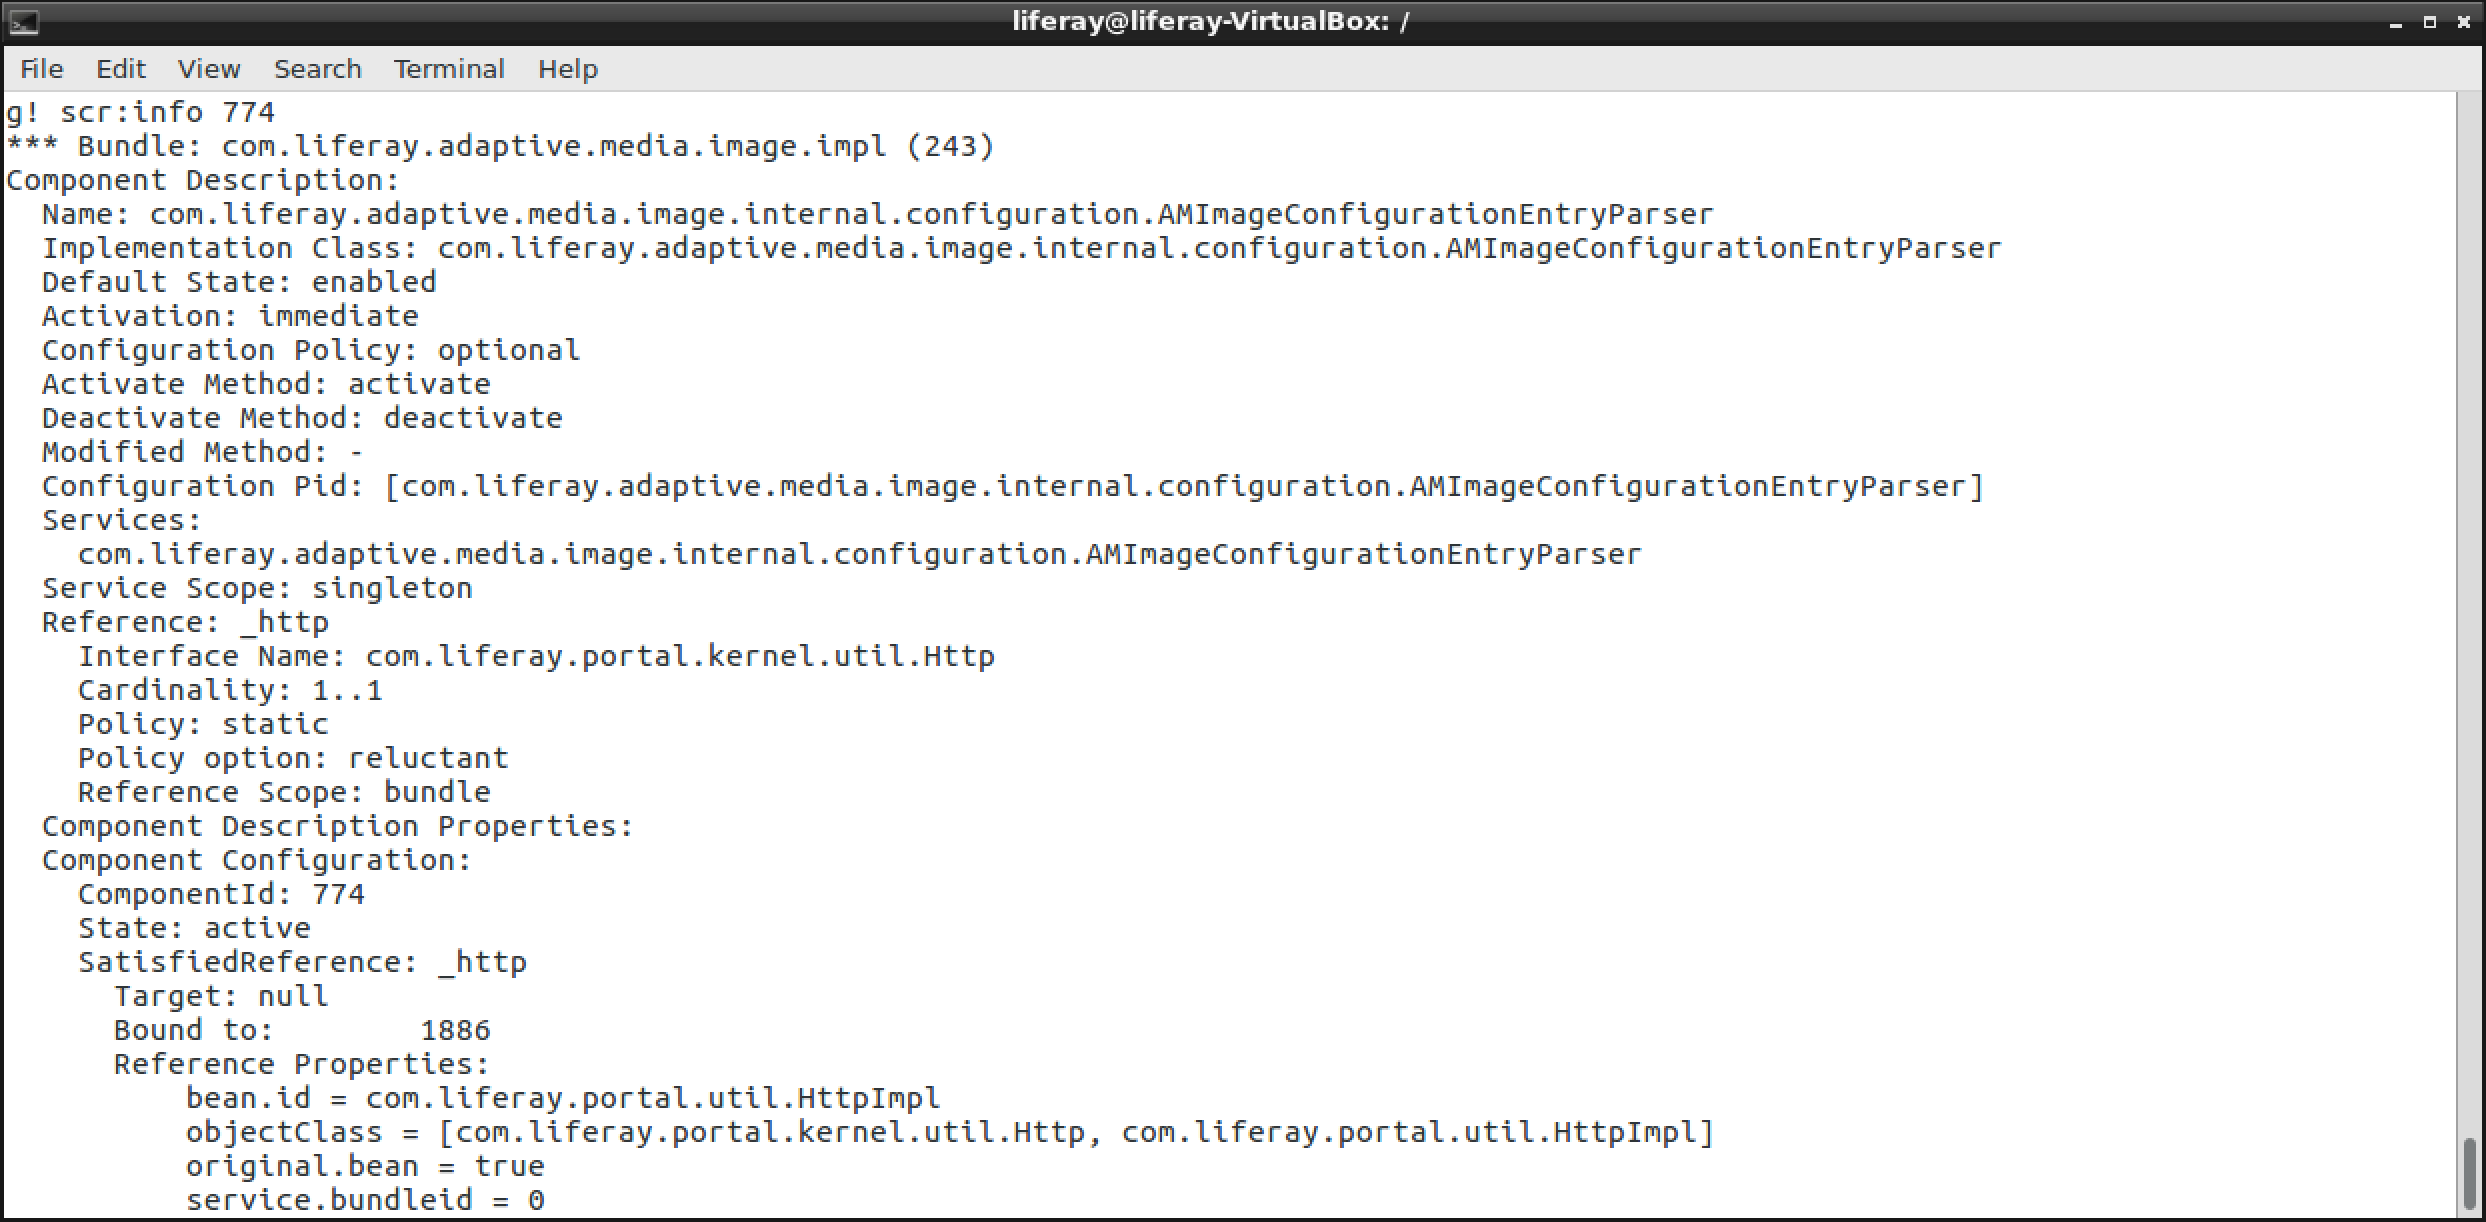 liferay@liferay-VirtualBox: /
File Edit View Search Terminal Help
g! scr:info 774
*** Bundle: com.liferay.adaptive.media.image.impl (243)
Component Description:
  Name: com.liferay.adaptive.media.image.internal.configuration.AMImageConfigurationEntryParser
  Implementation Class: com.liferay.adaptive.media.image.internal.configuration.AMImageConfigurationEntryParser
  Default State: enabled
  Activation: immediate
  Configuration Policy: optional
  Activate Method: activate
  Deactivate Method: deactivate
  Modified Method: -
  Configuration Pid: [com.liferay.adaptive.media.image.internal.configuration.AMImageConfigurationEntryParser]
  Services:
    com.liferay.adaptive.media.image.internal.configuration.AMImageConfigurationEntryParser
  Service Scope: singleton
  Reference: _http
    Interface Name: com.liferay.portal.kernel.util.Http
    Cardinality: 1..1
    Policy: static
    Policy option: reluctant
    Reference Scope: bundle
  Component Description Properties:
  Component Configuration:
    ComponentId: 774
    State: active
    SatisfiedReference: _http
      Target: null
      Bound to:        1886
      Reference Properties:
          bean.id = com.liferay.portal.util.HttpImpl
          objectClass = [com.liferay.portal.kernel.util.Http, com.liferay.portal.util.HttpImpl]
          original.bean = true
          service.bundleid = 0